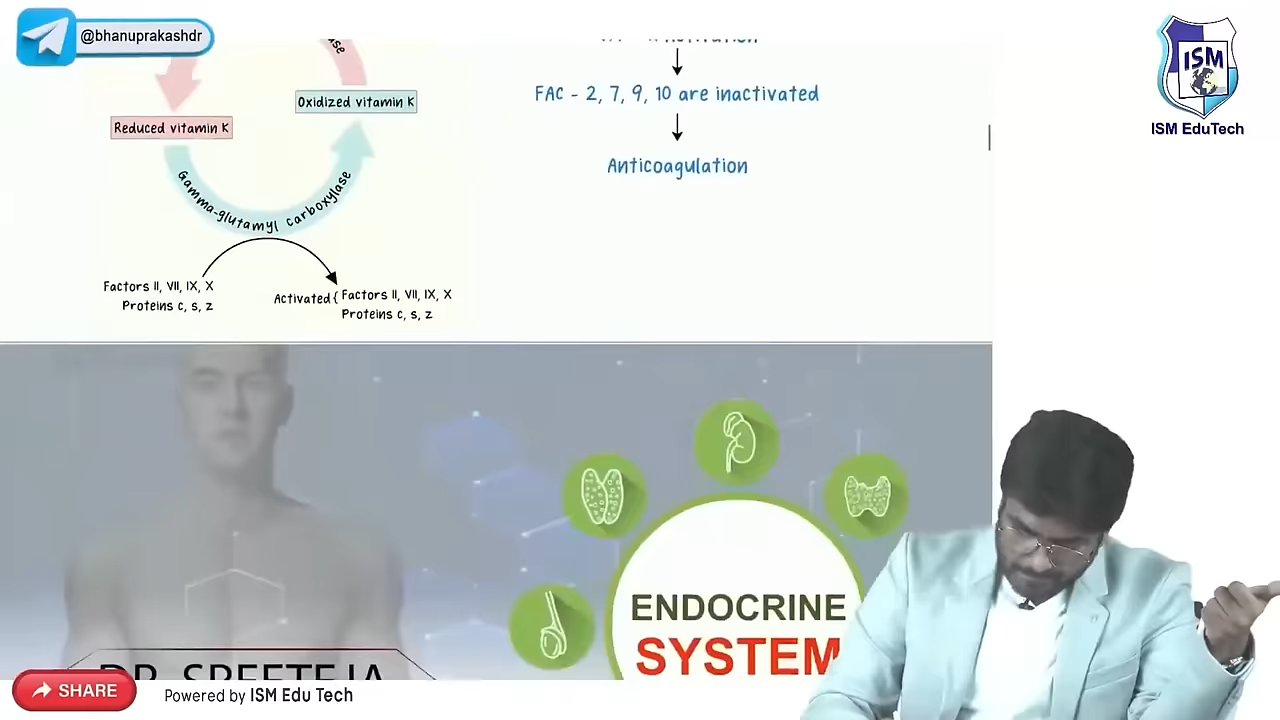 @bhanuprakashdr
ISM
ISM EduTech
Oxidized vitamin K
Reduced vitamin K
Gamma-glutamyl carboxylase
Factors II, VII, IX, X
Proteins c, s, z
Activated { Factors II, VII, IX, X
Proteins c, s, z
FAC - 2, 7, 9, 10 are inactivated
Anticoagulation
ENDOCRINE
SYSTEM
SHARE
Powered by ISM Edu Tech